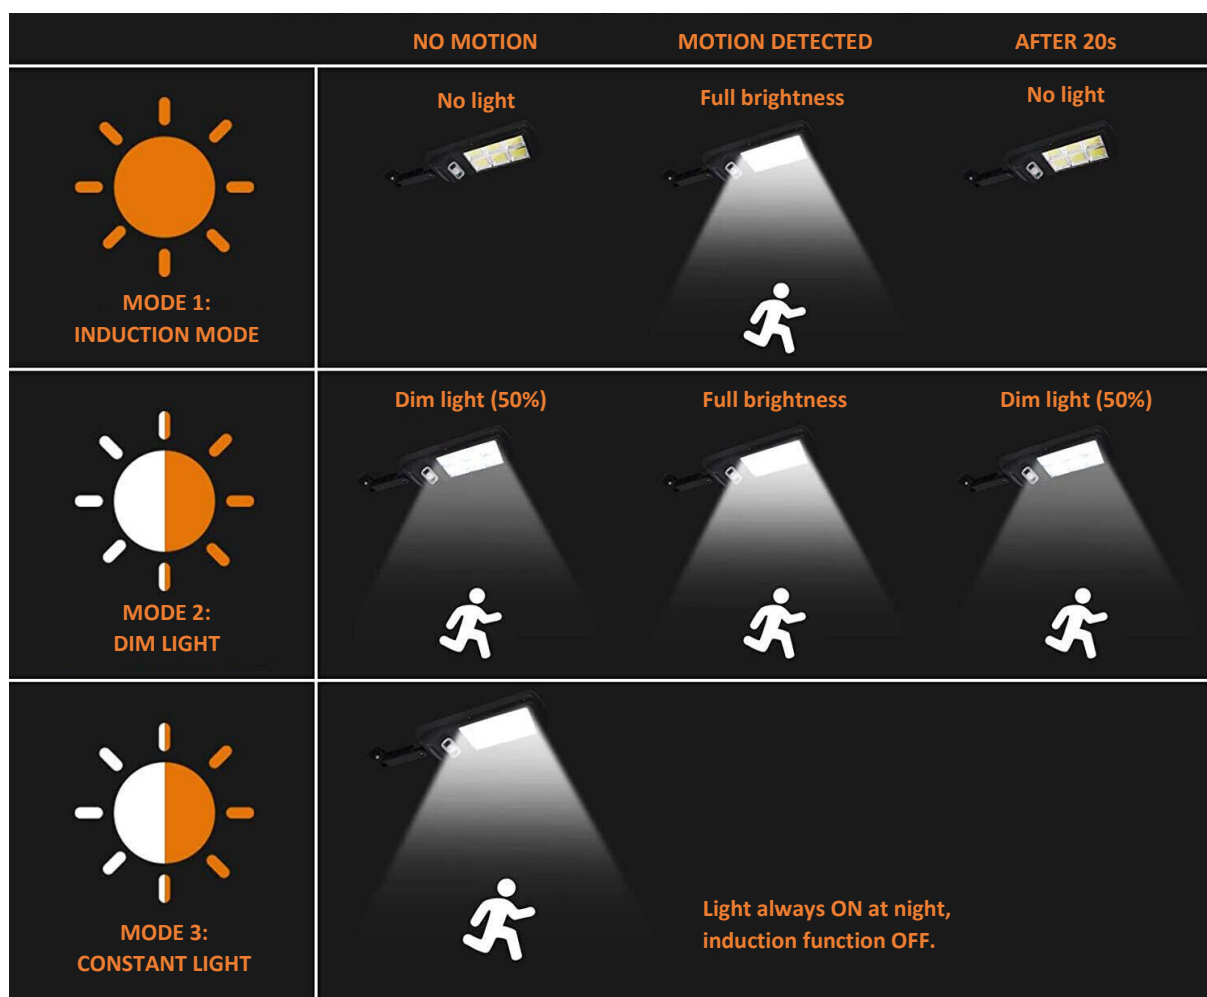 NO MOTION
MOTION DETECTED
AFTER 20s
No light
Full brightness
No light
MODE 1:
INDUCTION MODE
Dim light (50%)
Full brightness
Dim light (50%)
MODE 2:
DIM LIGHT
MODE 3:
CONSTANT LIGHT
Light always ON at night,
induction function OFF.